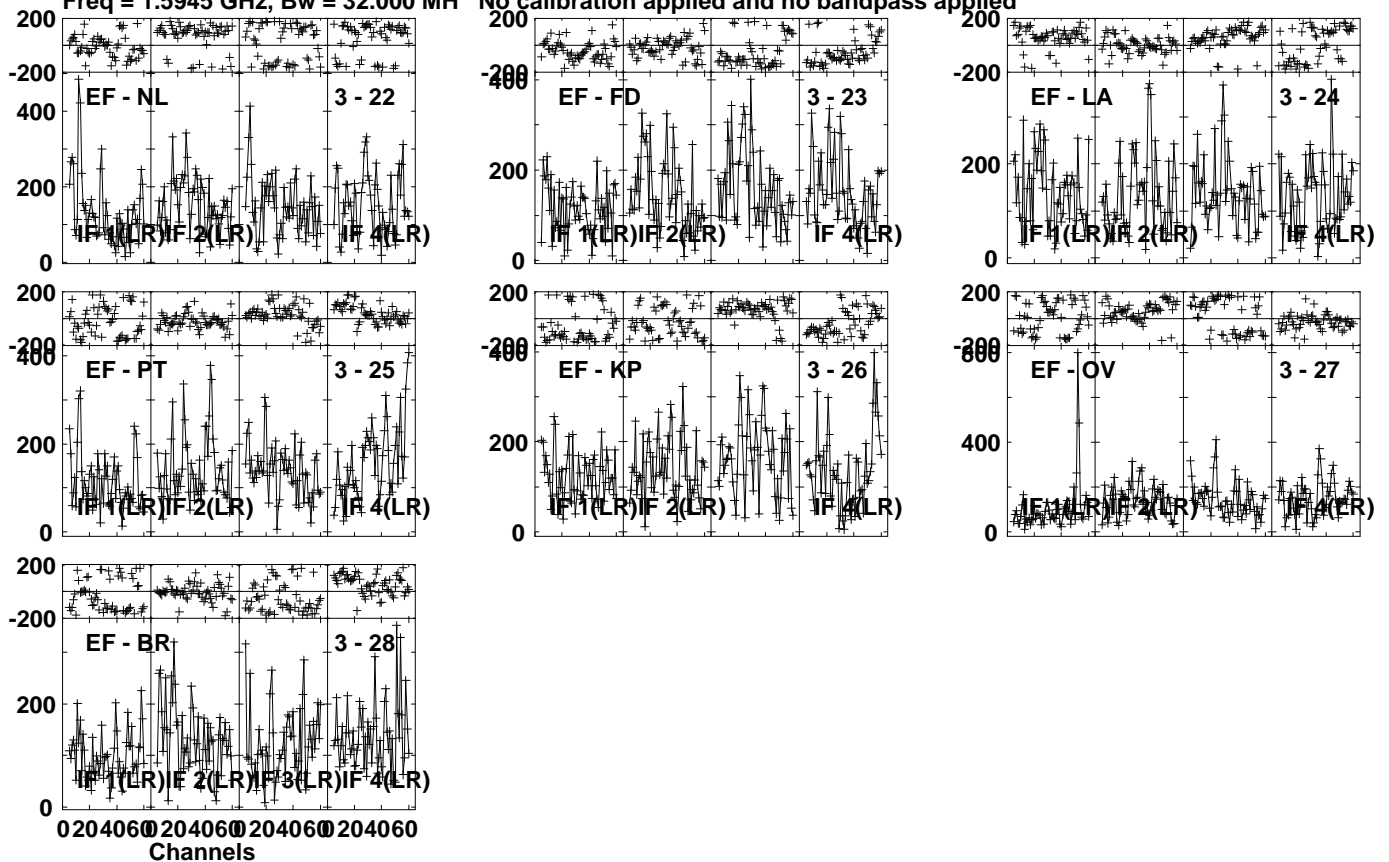 Freq = 1.5945 GHz, Bw = 32.000 MH No calibration applied and no bandpass applied
200 200 200
-200 -200 -200
EF - NL 3 - 22 400 EF - FD 3 - 23 EF - LA 3 - 24
400
200 200 200
IF 1(LR) IF 2(LR) IF 4(LR) IF 1(LR) IF 2(LR) IF 4(LR) IF 1(LR) IF 2(LR) IF 4(LR)
0 0 0
200 200 200
-200 -200 -200
400 400 800
EF - PT 3 - 25 EF - KP 3 - 26 EF - OV 3 - 27
200 200 400
IF 1(LR) IF 2(LR) IF 4(LR) IF 1(LR) IF 2(LR) IF 4(LR) IF 1(LR) IF 2(LR) IF 4(LR)
0 0 0
200
-200
EF - BR 3 - 28
200
IF 1(LR) IF 2(LR) IF 3(LR) IF 4(LR)
0
0 20 40 60 0 20 40 60 0 20 40 60 0 20 40 60
Channels